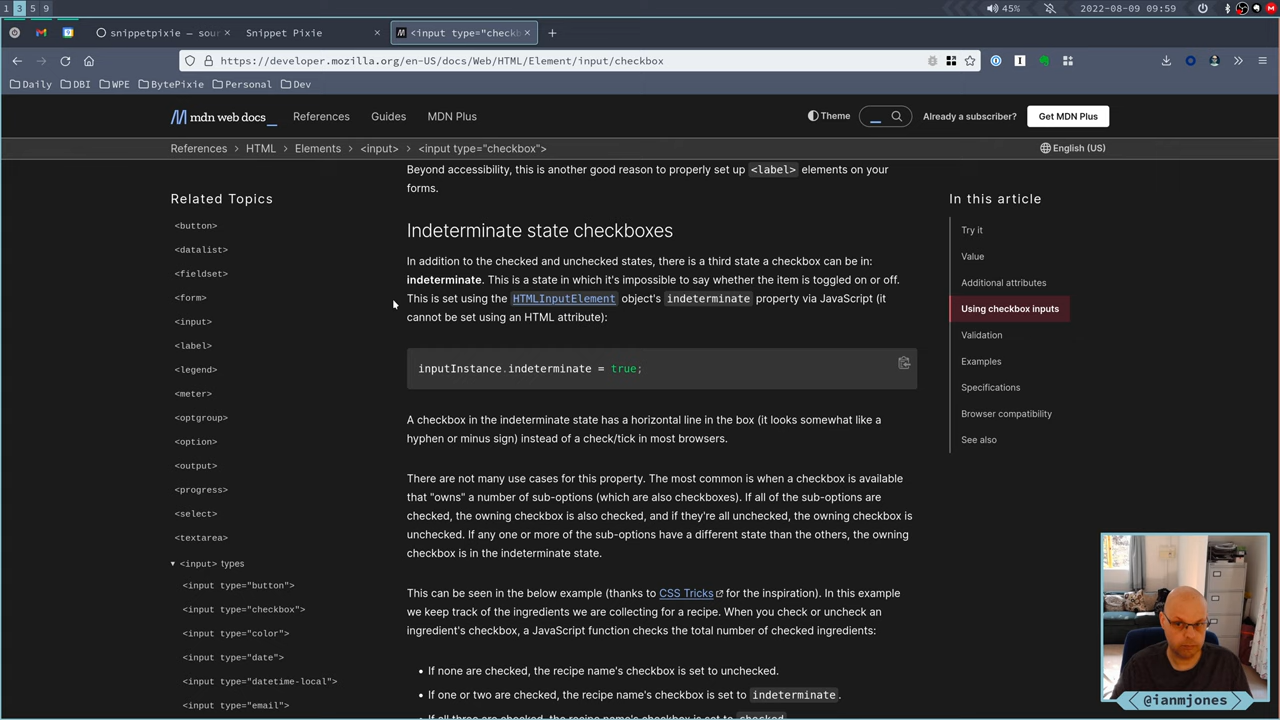 1 3 5 9
45%
2022-08-09 09:59
snippetpixie — sour
Snippet Pixie
<input type="checkb
https://developer.mozilla.org/en-US/docs/Web/HTML/Element/input/checkbox
Daily DBI WPE BytePixie Personal Dev
mdn web docs_
References Guides MDN Plus
Theme
Already a subscriber?
Get MDN Plus
References > HTML > Elements > <input> > <input type="checkbox">
English (US)
Related Topics
<button>
<datalist>
<fieldset>
<form>
<input>
<label>
<legend>
<meter>
<optgroup>
<option>
<output>
<progress>
<select>
<textarea>
<input> types
<input type="button">
<input type="checkbox">
<input type="color">
<input type="date">
<input type="datetime-local">
<input type="email">
Beyond accessibility, this is another good reason to properly set up <label> elements on your
forms.
Indeterminate state checkboxes
In addition to the checked and unchecked states, there is a third state a checkbox can be in:
indeterminate. This is a state in which it's impossible to say whether the item is toggled on or off.
This is set using the HTMLInputElement object's indeterminate property via JavaScript (it
cannot be set using an HTML attribute):
inputInstance.indeterminate = true;
A checkbox in the indeterminate state has a horizontal line in the box (it looks somewhat like a
hyphen or minus sign) instead of a check/tick in most browsers.
There are not many use cases for this property. The most common is when a checkbox is available
that "owns" a number of sub-options (which are also checkboxes). If all of the sub-options are
checked, the owning checkbox is also checked, and if they're all unchecked, the owning checkbox is
unchecked. If any one or more of the sub-options have a different state than the others, the owning
checkbox is in the indeterminate state.
This can be seen in the below example (thanks to CSS Tricks for the inspiration). In this example
we keep track of the ingredients we are collecting for a recipe. When you check or uncheck an
ingredient's checkbox, a JavaScript function checks the total number of checked ingredients:
• If none are checked, the recipe name's checkbox is set to unchecked.
• If one or two are checked, the recipe name's checkbox is set to indeterminate.
• If all three are checked, the recipe name's checkbox is set to checked.
In this article
Try it
Value
Additional attributes
Using checkbox inputs
Validation
Examples
Specifications
Browser compatibility
See also
@ianmjones